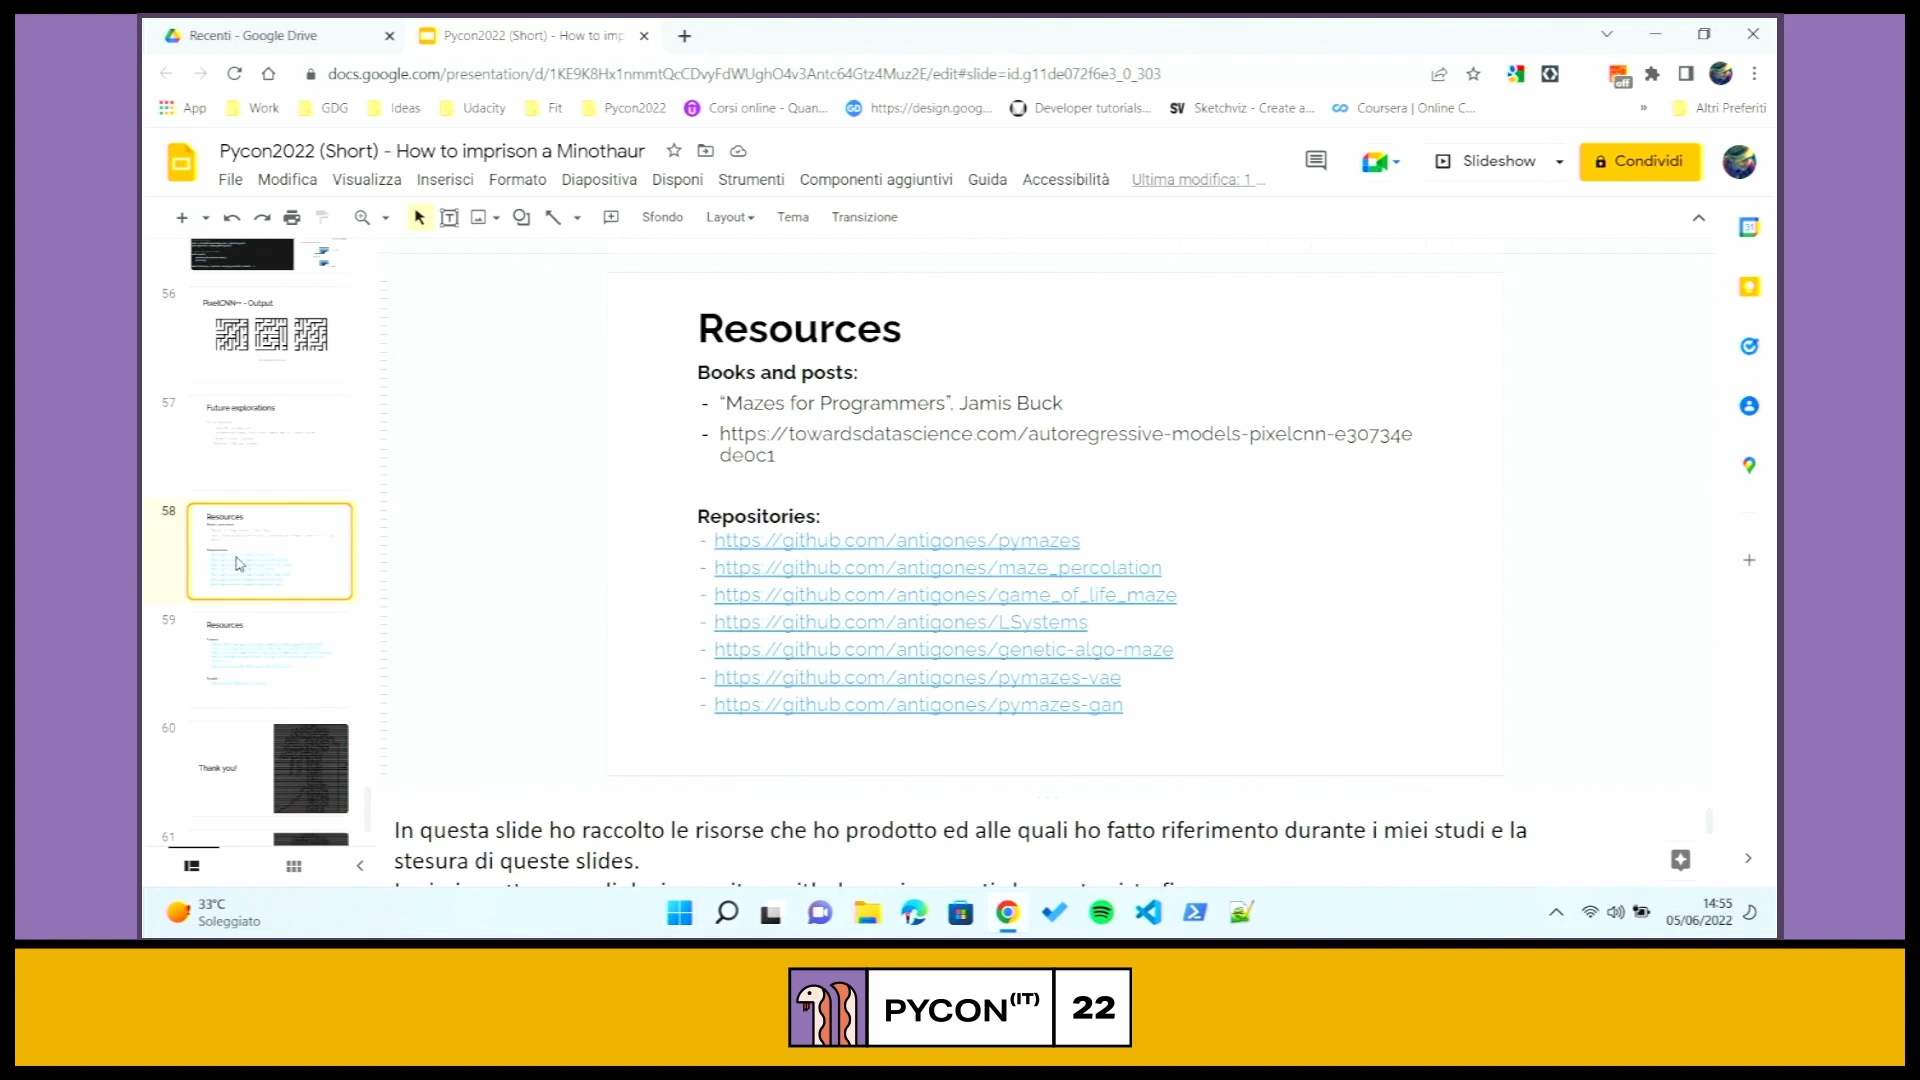 Recenti - Google Drive
Pycon2022 (Short) - How to imp
docs.google.com/presentation/d/1KE9K8Hx1nmmtQcCDvyFdWUghO4v3Antc64Gtz4Muz2E/edit#slide=id.g11de072f6e3_0_303
off
App Work GDG Ideas Udacity Fit Pycon2022 Corsi online - Quan... https://design.goog... Developer tutorials... SV Sketchviz - Create a... Coursera | Online C... » Altri Preferiti
Pycon2022 (Short) - How to imprison a Minothaur
Slideshow
Condividi
File Modifica Visualizza Inserisci Formato Diapositiva Disponi Strumenti Componenti aggiuntivi Guida Accessibilità Ultima modifica: 1 ...
Sfondo Layout Tema Transizione
31
56
PixelCNN++ - Output
57
Future explorations
58
Resources
59
Resources
60
Thank you!
61
Resources
Books and posts:
- "Mazes for Programmers", Jamis Buck
- https://towardsdatascience.com/autoregressive-models-pixelcnn-e30734e
de0c1
Repositories:
- https://github.com/antigones/pymazes
- https://github.com/antigones/maze_percolation
- https://github.com/antigones/game_of_life_maze
- https://github.com/antigones/LSystems
- https://github.com/antigones/genetic-algo-maze
- https://github.com/antigones/pymazes-vae
- https://github.com/antigones/pymazes-gan
In questa slide ho raccolto le risorse che ho prodotto ed alle quali ho fatto riferimento durante i miei studi e la
stesura di queste slides.
33°C
Soleggiato
14:55
05/06/2022
PYCON(IT) 22